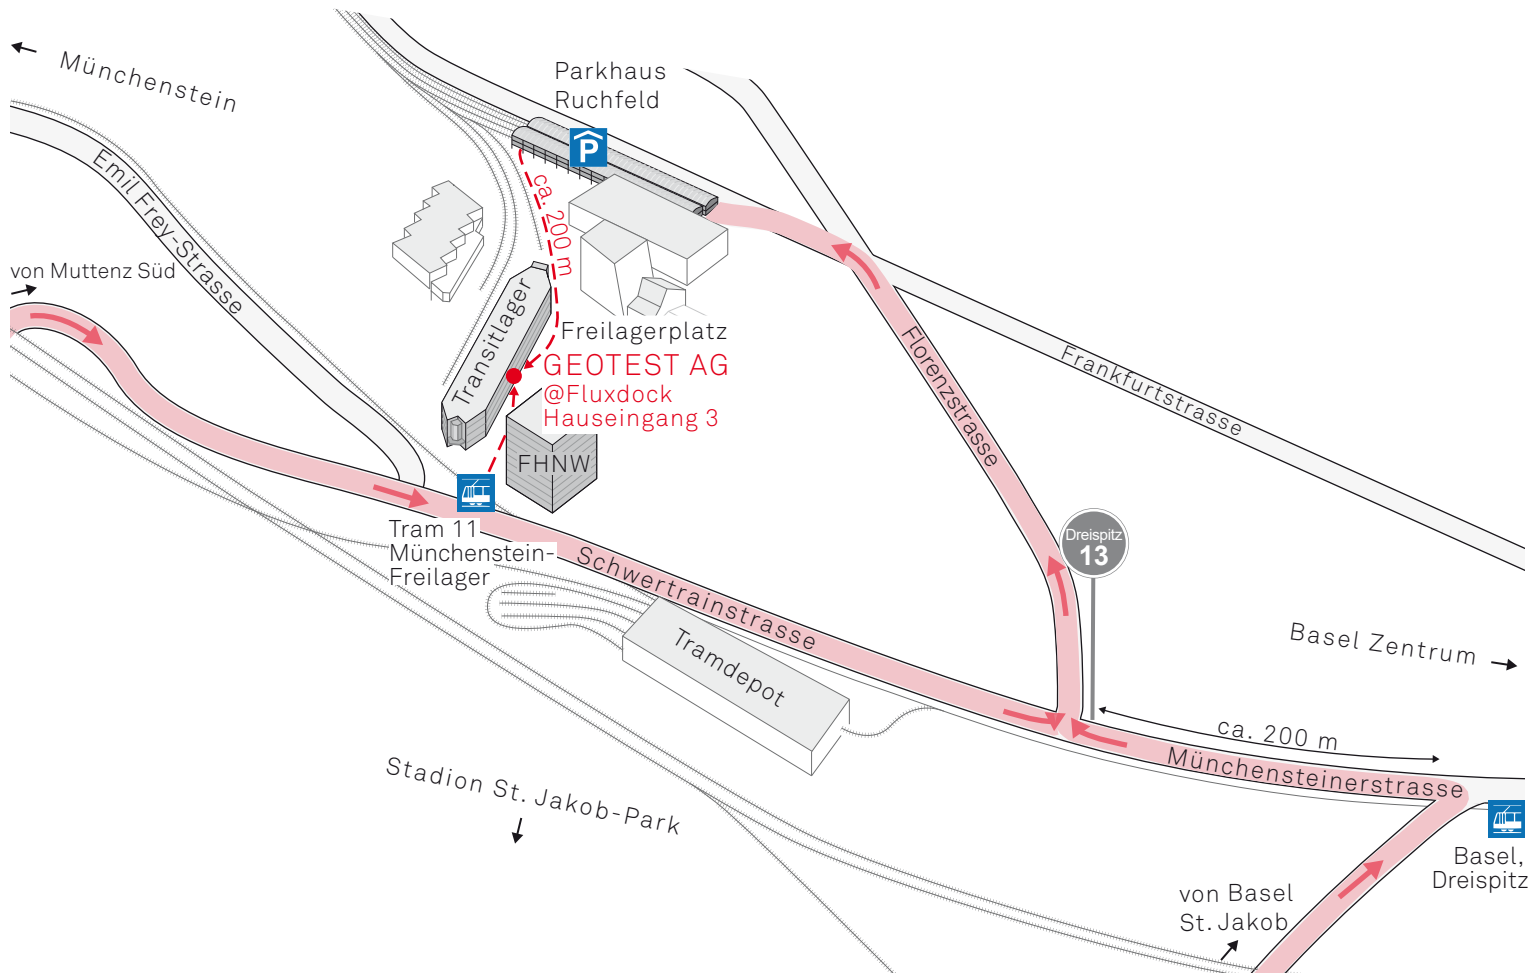 Münchenstein
Parkhaus
Ruchfeld
P
Emil Frey-Strasse
ca. 200 m
von Muttenz Süd
Transitlager
Freilagerplatz
GEOTEST AG
@Fluxdock
Hauseingang 3
FHNW
Florenzstrasse
Frankfurtstrasse
Tram 11
Münchenstein-
Freilager
Schwertrainstrasse
Dreispitz
13
Tramdepot
Basel Zentrum
ca. 200 m
Münchensteinerstrasse
Stadion St. Jakob-Park
Basel,
Dreispitz
von Basel
St. Jakob